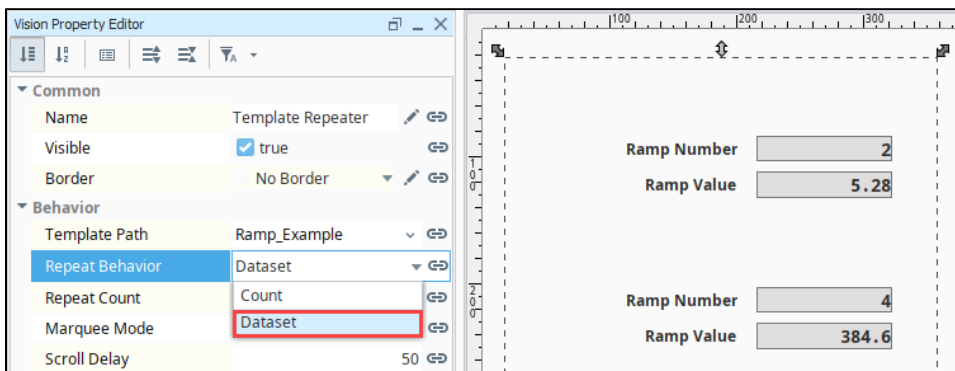 Vision Property Editor
Common
Name Template Repeater
Visible true
Border No Border
Behavior
Template Path Ramp_Example
Repeat Behavior Dataset
Repeat Count Count
Marquee Mode Dataset
Scroll Delay 50
100 200 300
Ramp Number 2
100
Ramp Value 5.28
200
Ramp Number 4
Ramp Value 384.6